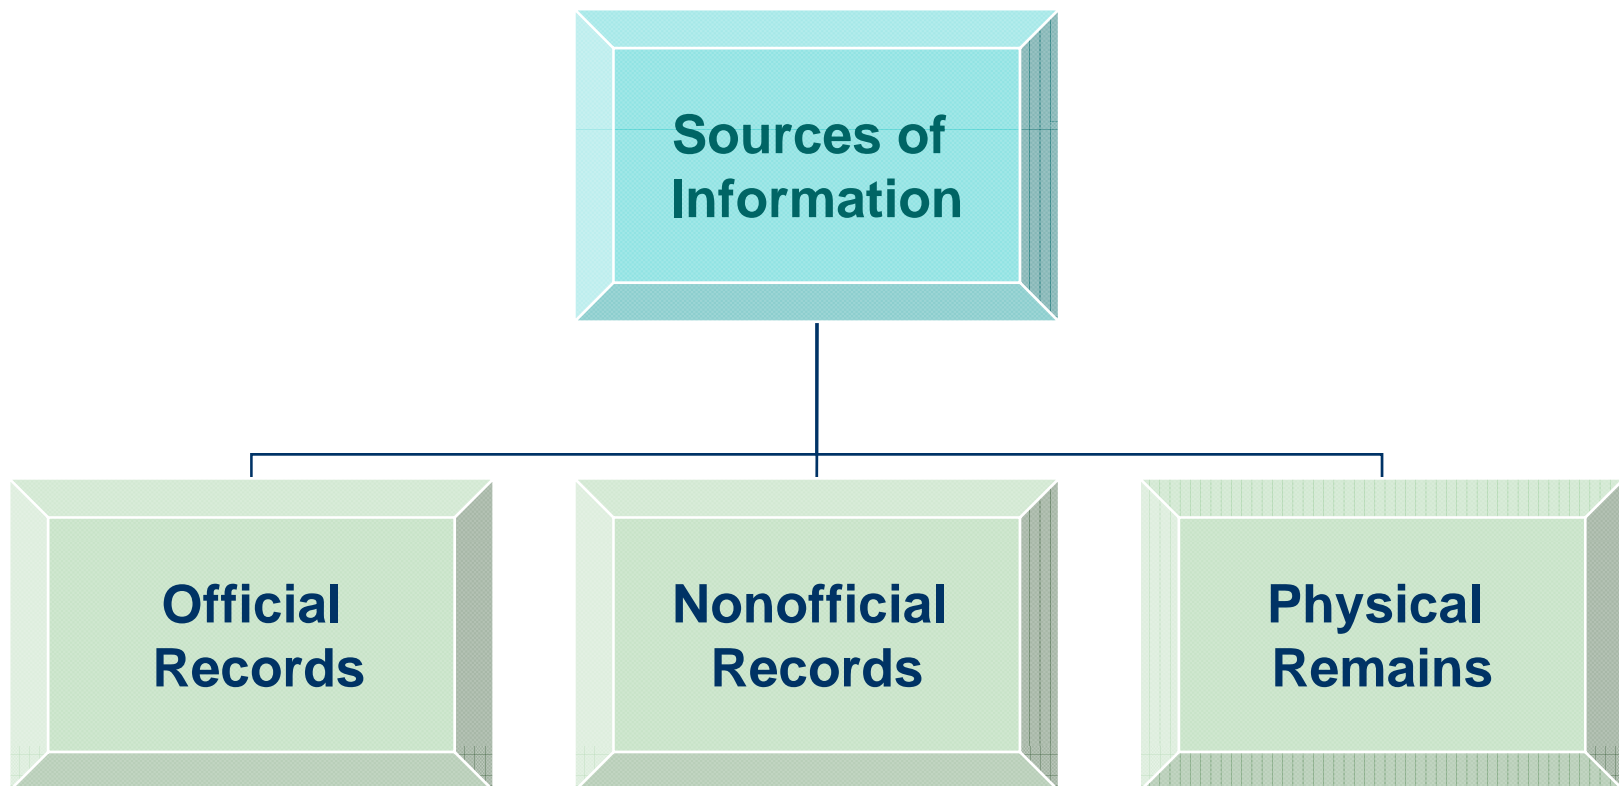 Sources of
Information
Official
Records
Nonofficial
Records
Physical
Remains